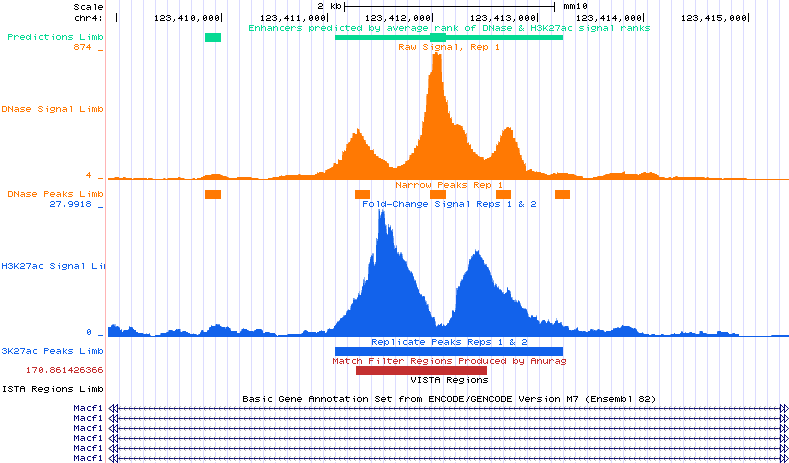 Scale 2 kb mm10
chr4: 123,410,000 123,411,000 123,412,000 123,413,000 123,414,000 123,415,000
Enhancers predicted by average rank of DNase & H3K27ac signal ranks
Predictions Limb
874 _ Raw Signal, Rep 1
DNase Signal Limb
4 _
Narrow Peaks Rep 1
DNase Peaks Limb
27.9918 _ Fold-Change Signal Reps 1 & 2
H3K27ac Signal Li
0 _
Replicate Peaks Reps 1 & 2
3K27ac Peaks Limb
Match Filter Regions Produced by Anurag
170.861426366
VISTA Regions
ISTA Regions Limb
Basic Gene Annotation Set from ENCODE/GENCODE Version M7 (Ensembl 82)
Macf1
Macf1
Macf1
Macf1
Macf1
Macf1